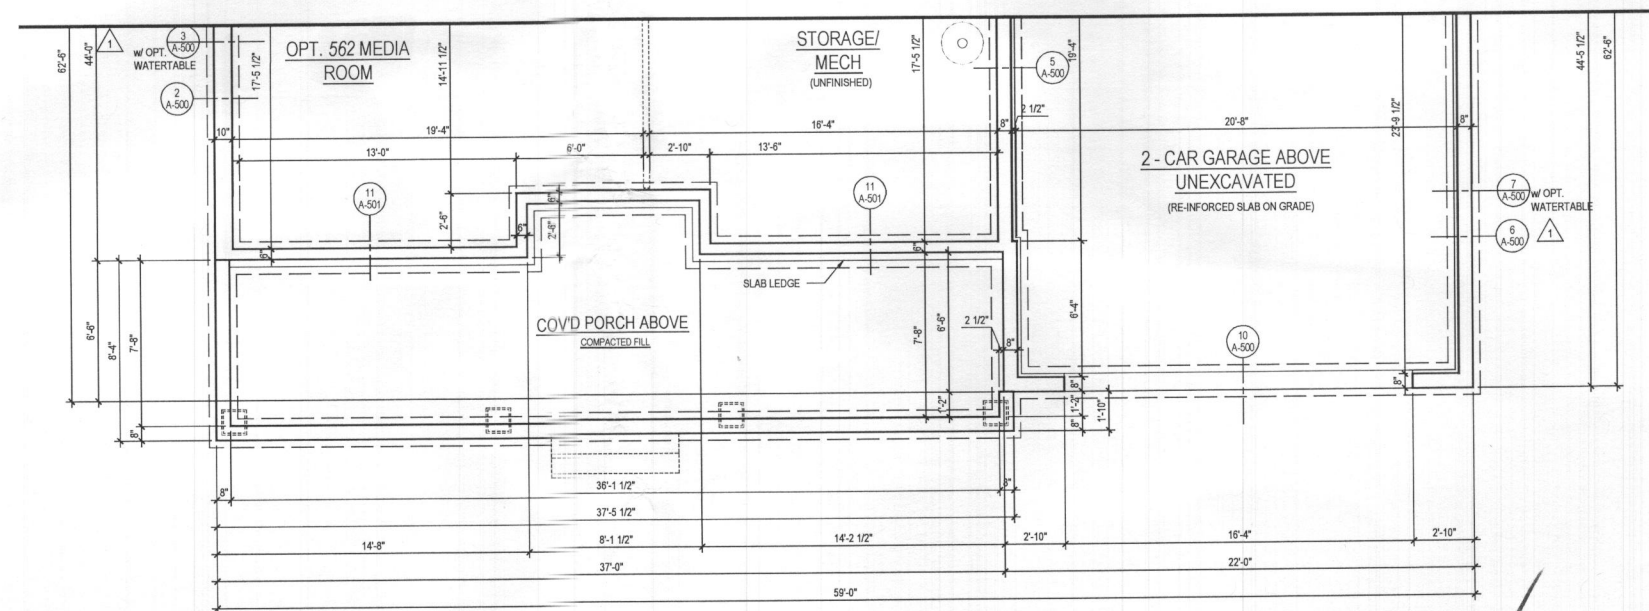 62'-6"
44'-0"
1
w/ OPT.
WATERTABLE
3
A-500
2
A-500
17'-5 1/2"
OPT. 562 MEDIA
ROOM
14'-11 1/2"
STORAGE/
MECH
(UNFINISHED)
17'-5 1/2"
5
A-500
19'-4"
2 1/2"
23'-9 1/2"
44'-5 1/2"
62'-6"
10"
19'-4"
16'-4"
8"
20'-8"
8"
13'-0"
6'-0"
2'-10"
13'-6"
2 - CAR GARAGE ABOVE
UNEXCAVATED
(RE-INFORCED SLAB ON GRADE)
11
A-501
11
A-501
7
A-500
w/ OPT.
WATERTABLE
6
A-500
1
2'-6"
6"
6"
6"
6"
SLAB LEDGE
COV'D PORCH ABOVE
COMPACTED FILL
6'-6"
8'-4"
7'-8"
7'-8"
6'-6"
2 1/2"
8"
6'-4"
10
A-500
8"
8"
8"
1'-2"
1'-2"
8"
1'-10"
8"
36'-1 1/2"
8"
37'-5 1/2"
14'-8"
8'-1 1/2"
14'-2 1/2"
2'-10"
16'-4"
2'-10"
37'-0"
22'-0"
59'-0"